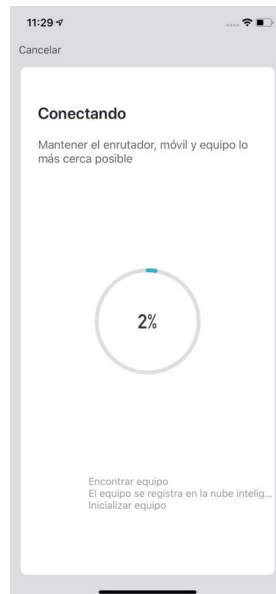 11:29
Cancelar
Conectando
Mantener el enrutador, móvil y equipo lo
más cerca posible
2%
Encontrar equipo
El equipo se registra en la nube intelig...
Inicializar equipo